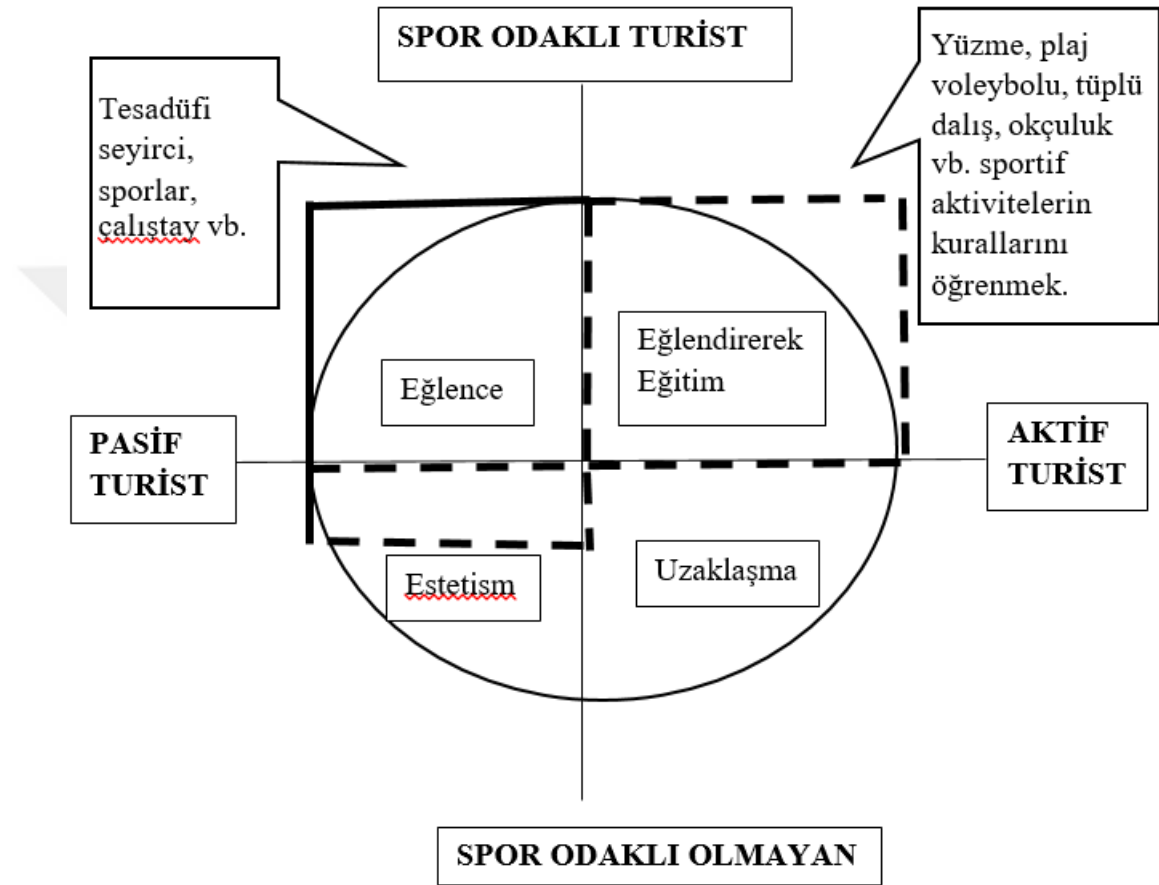 SPOR ODAKLI TURİST
Tesadüfi
seyirci,
sporlar,
çalıştay vb.
Yüzme, plaj
voleybolu, tüplü
dalış, okçuluk
vb. sportif
aktivitelerin
kurallarını
öğrenmek.
Eğlence
Eğlendirerek
Eğitim
PASİF
TURİST
AKTİF
TURİST
Estetism
Uzaklaşma
SPOR ODAKLI OLMAYAN